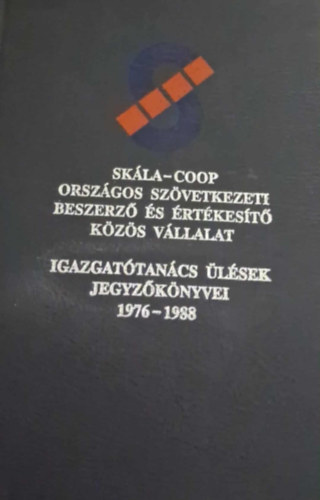 SKÁLA-COOP
ORSZÁGOS SZÖVETKEZETI
BESZERZŐ ÉS ÉRTÉKESÍTŐ
KÖZÖS VÁLLALAT
IGAZGATÓTANÁCS ÜLÉSEK
JEGYZŐKÖNYVEI
1976-1988